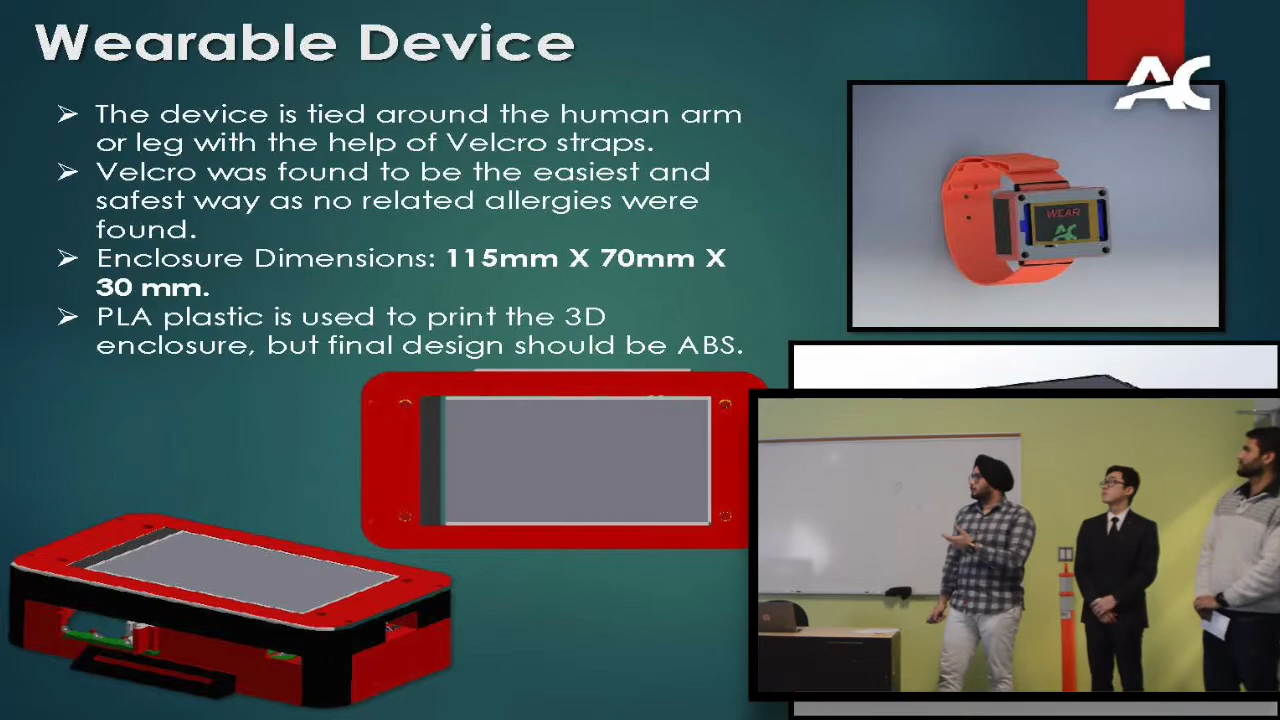 Wearable Device
AC
➢ The device is tied around the human arm
or leg with the help of Velcro straps.
➢ Velcro was found to be the easiest and
safest way as no related allergies were
found.
➢ Enclosure Dimensions: 115mm X 70mm X
30 mm.
➢ PLA plastic is used to print the 3D
enclosure, but final design should be ABS.
WEAR
AC